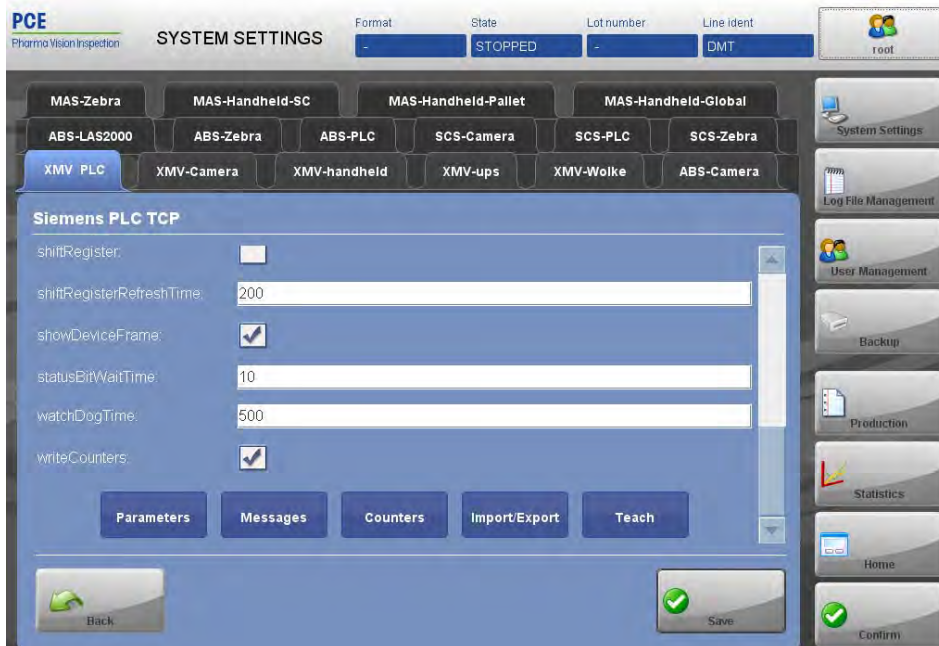 PCE
Pharma Vision Inspection
SYSTEM SETTINGS
Format
-
State
STOPPED
Lot number
-
Line ident
DMT
root
MAS-Zebra
MAS-Handheld-SC
MAS-Handheld-Pallet
MAS-Handheld-Global
ABS-LAS2000
ABS-Zebra
ABS-PLC
SCS-Camera
SCS-PLC
SCS-Zebra
XMV PLC
XMV-Camera
XMV-handheld
XMV-ups
XMV-Wolke
ABS-Camera
Siemens PLC TCP
shiftRegister:
shiftRegisterRefreshTime:
200
showDeviceFrame:
statusBitWaitTime:
10
watchDogTime:
500
writeCounters:
Parameters
Messages
Counters
Import/Export
Teach
Back
Save
System Settings
Log File Management
User Management
Backup
Production
Statistics
Home
Confirm